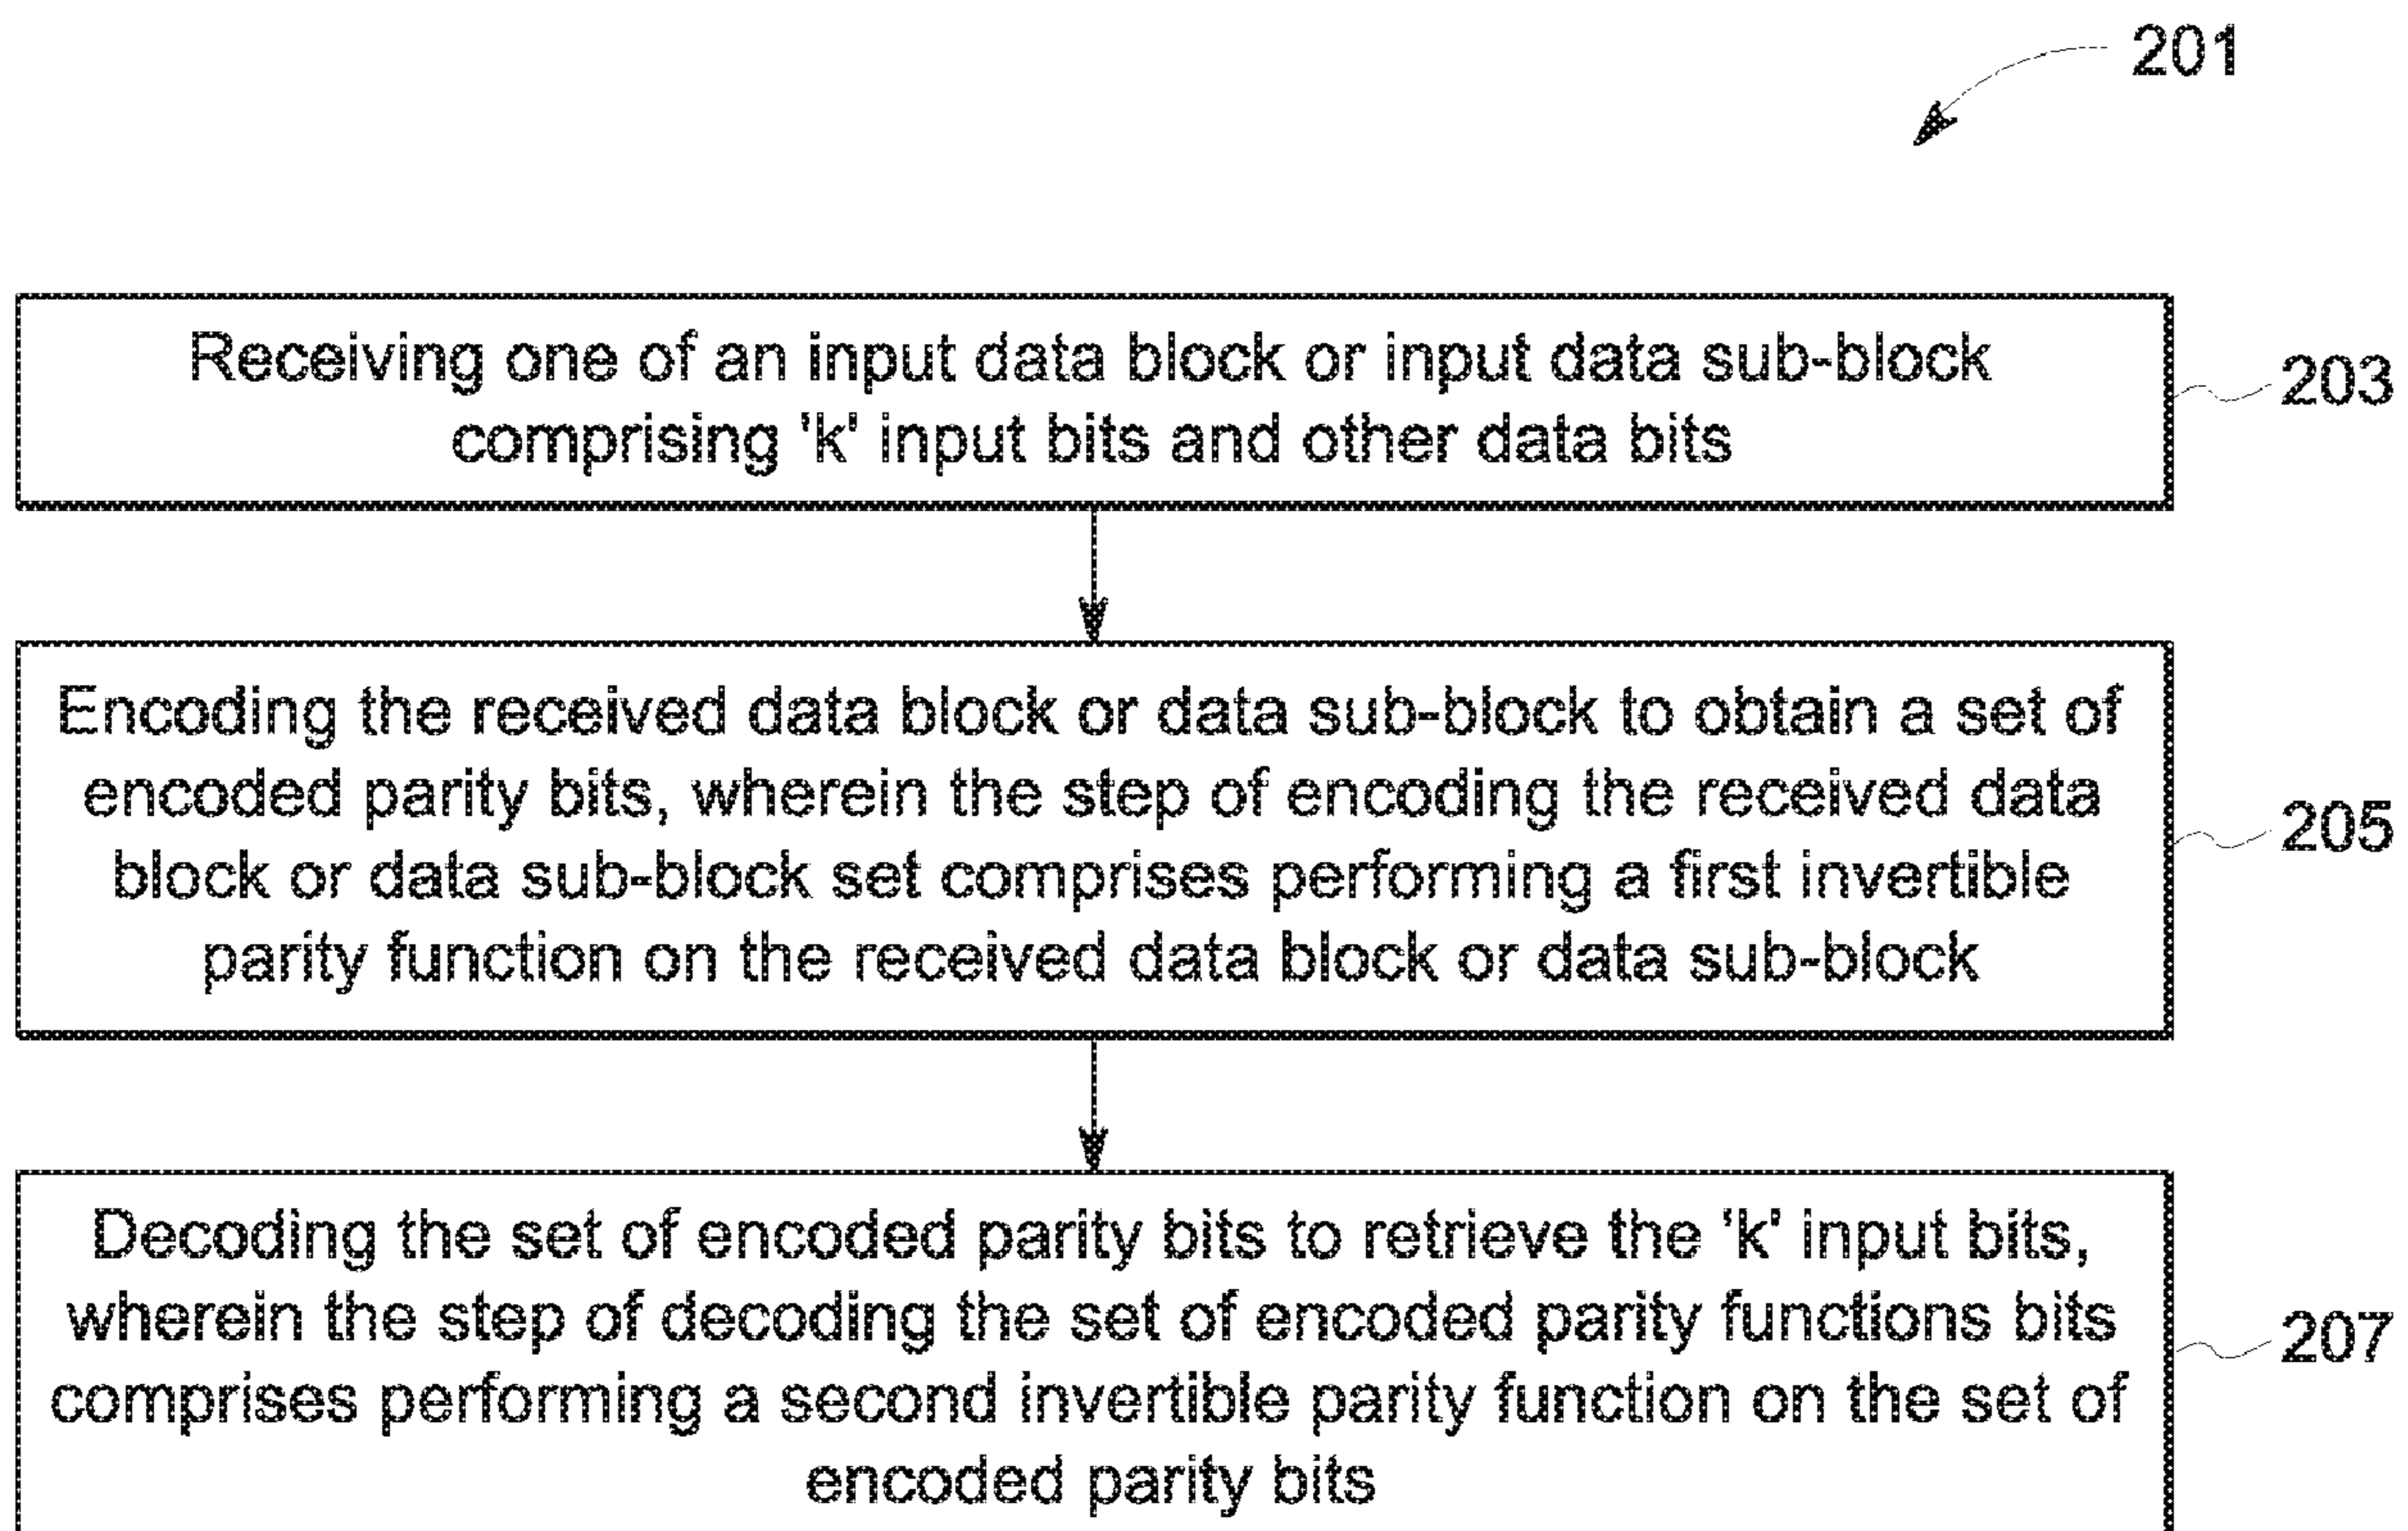 201
Receiving one of an input data block or input data sub-block
comprising 'k' input bits and other data bits
203
Encoding the received data block or data sub-block to obtain a set of
encoded parity bits, wherein the step of encoding the received data
block or data sub-block set comprises performing a first invertible
parity function on the received data block or data sub-block
205
Decoding the set of encoded parity bits to retrieve the 'k' input bits,
wherein the step of decoding the set of encoded parity functions bits
comprises performing a second invertible parity function on the set of
encoded parity bits
207